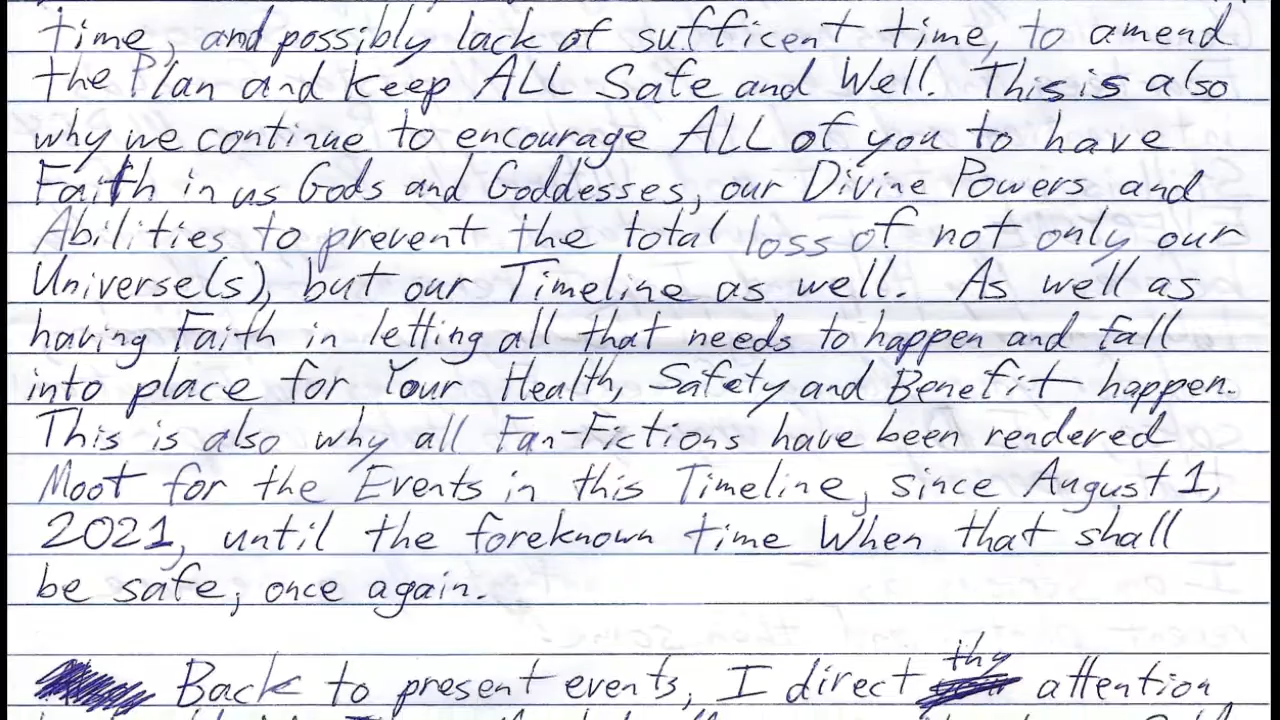 time, and possibly lack of sufficent time, to amend
the Plan and keep ALL Safe and Well. This is also
why we continue to encourage ALL of you to have
Faith in us Gods and Goddesses, our Divine Powers and
Abilities to prevent the total loss of not only our
Universe(s), but our Timeline as well. As well as
having Faith in letting all that needs to happen and fall
into place for Your Health, Safety and Benefit happen.
This is also why all Fan-Fictions have been rendered
Moot for the Events in this Timeline, since August 1,
2021, until the foreknown time When that shall
be safe, once again.
thy
Back to present events, I direct attention